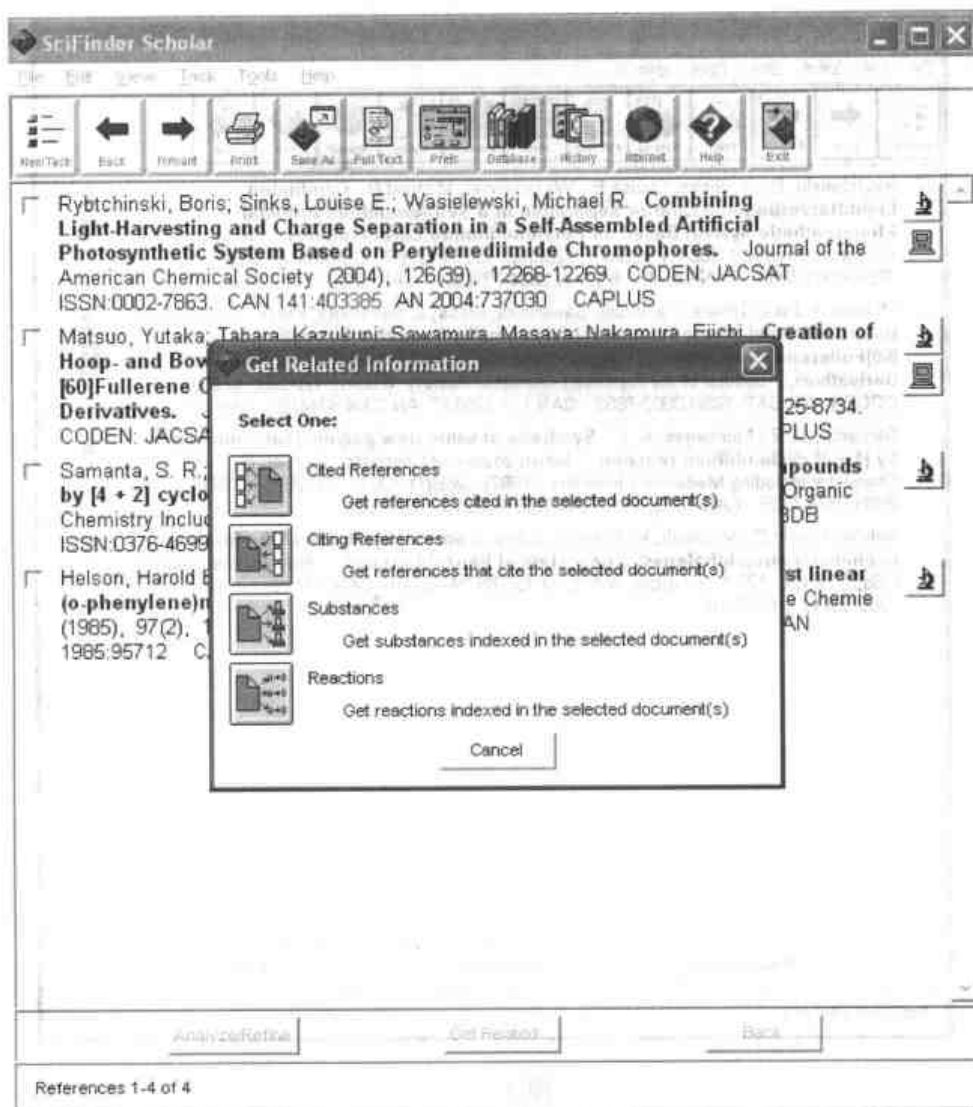 SciFinder Scholar
File Edit View Task Tools Help
New Task Back Forward Print Save As Full Text Prefs Database History Internet Help Exit
Rybtchinski, Boris; Sinks, Louise E.; Wasielewski, Michael R. Combining
Light-Harvesting and Charge Separation in a Self-Assembled Artificial
Photosynthetic System Based on Perylenediimide Chromophores. Journal of the
American Chemical Society (2004), 126(39), 12268-12269. CODEN: JACSAT
ISSN:0002-7863. CAN 141:403385 AN 2004:737030 CAPLUS
Matsuo, Yutaka; Tahara, Kazukuni; Sawamura, Masaya; Nakamura, Eiichi. Creation of
Hoop- and Bow
[60]Fullerene
Derivatives. 25-8734.
CODEN: JACSA PLUS
Samanta, S. R.; pounds
by [4 + 2] cyclo Organic
Chemistry Includ BDB
ISSN:0376-4699
Helson, Harold E st linear
(o-phenylene)n e Chemie
(1985), 97(2), AN
1985:95712 CA
Get Related Information
Select One:
Cited References
Get references cited in the selected document(s)
Citing References
Get references that cite the selected document(s)
Substances
Get substances indexed in the selected document(s)
Reactions
Get reactions indexed in the selected document(s)
Cancel
Analyze/Refine Get Related Back
References 1-4 of 4